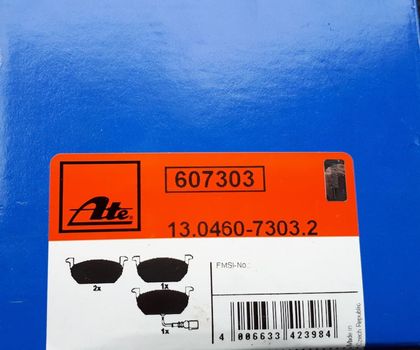 607303
Ate
13.0460-7303.2
FMSI-No.:
2x
1x
1x
4 006633 423984
Made in
Czech Republic